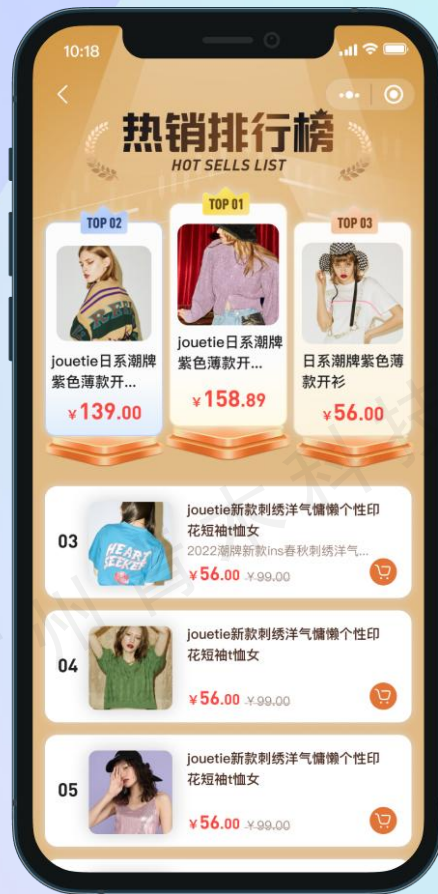 10:18
热销排行榜
HOT SELLS LIST
TOP 02
TOP 01
TOP 03
jouetie日系潮牌
紫色薄款开...
¥139.00
jouetie日系潮牌
紫色薄款开...
¥158.89
日系潮牌紫色薄
款开衫
¥56.00
03
HEART
SEEKER
jouetie新款刺绣洋气慵懒个性印
花短袖t恤女
2022潮牌新款ins春秋刺绣洋气...
¥56.00 ¥99.00
04
jouetie新款刺绣洋气慵懒个性印
花短袖t恤女
¥56.00 ¥99.00
05
jouetie新款刺绣洋气慵懒个性印
花短袖t恤女
¥56.00 ¥99.00